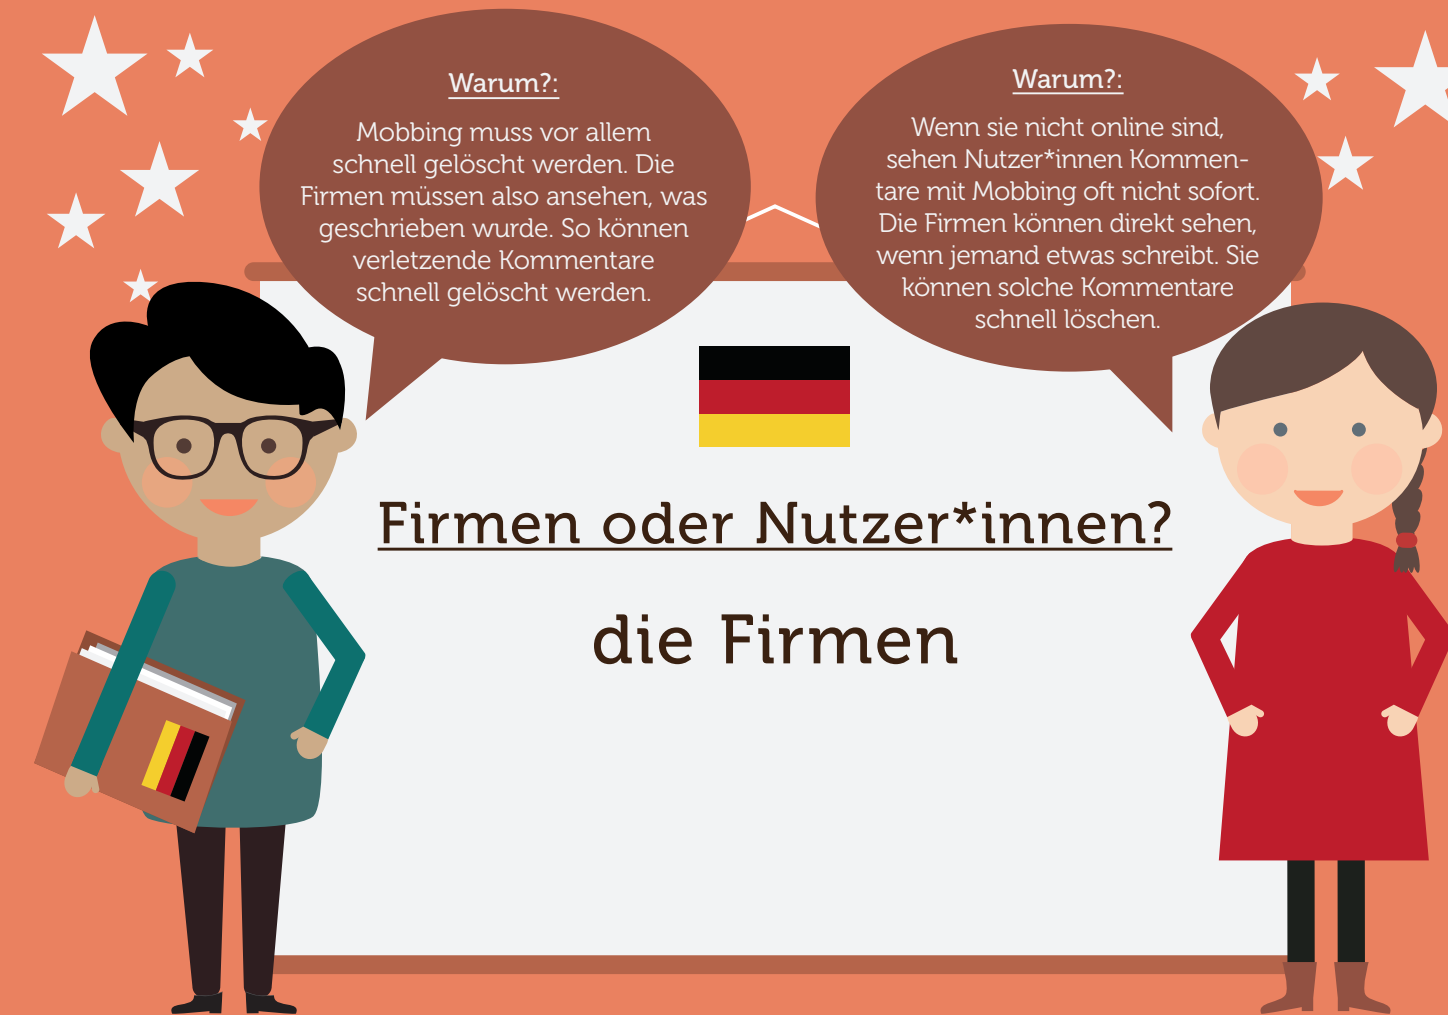 Warum?:
Mobbing muss vor allem
schnell gelöscht werden. Die
Firmen müssen also ansehen, was
geschrieben wurde. So können
verletzende Kommentare
schnell gelöscht werden.
Warum?:
Wenn sie nicht online sind,
sehen Nutzer*innen Kommen-
tare mit Mobbing oft nicht sofort.
Die Firmen können direkt sehen,
wenn jemand etwas schreibt. Sie
können solche Kommentare
schnell löschen.
Firmen oder Nutzer*innen?
die Firmen